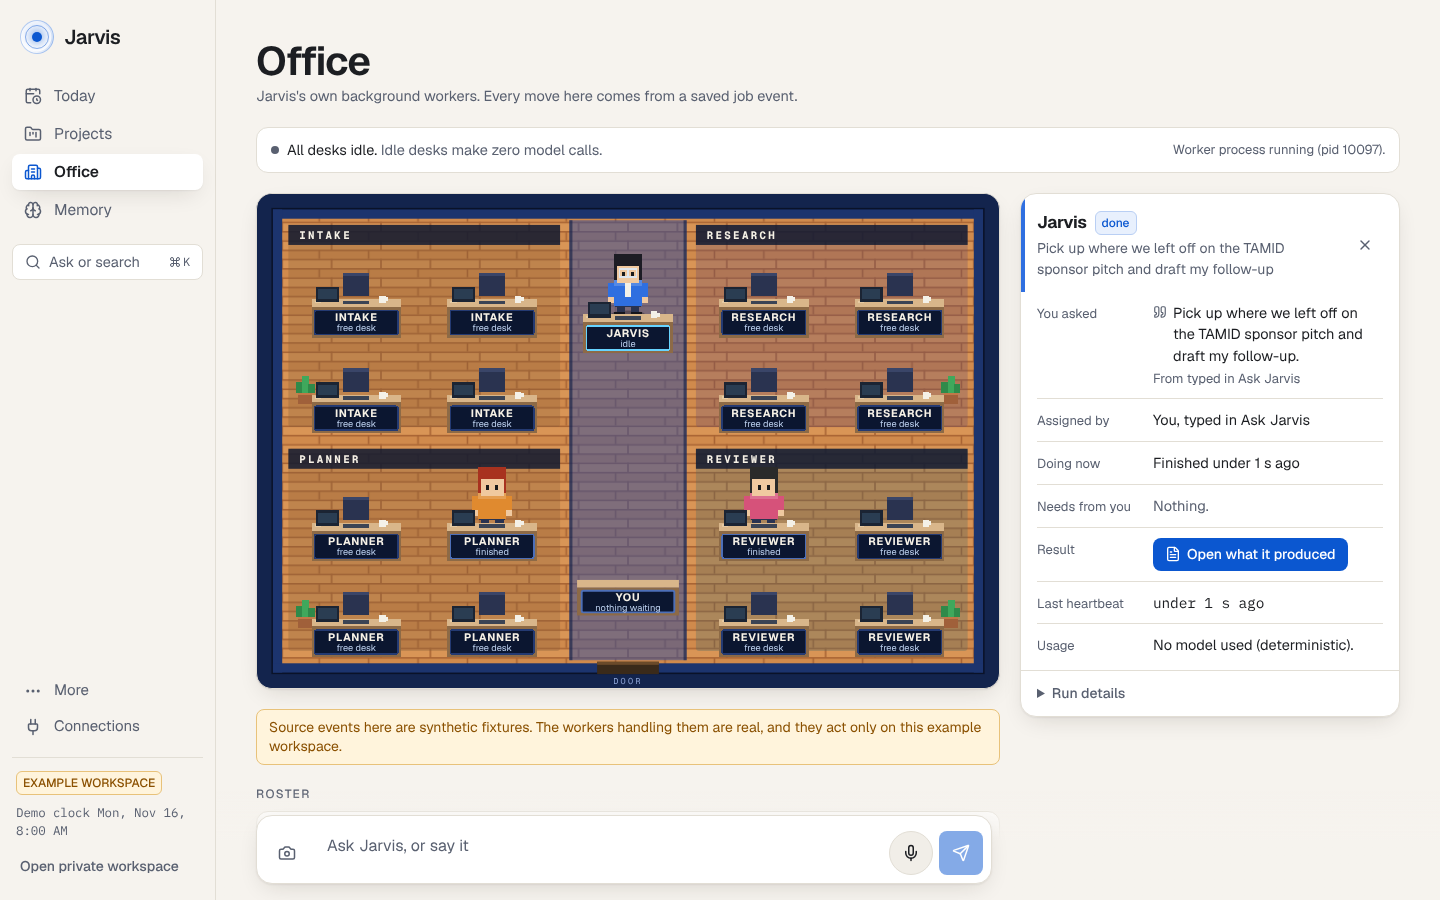 Jarvis
Today
Projects
Office
Memory
Ask or search ⌘K
More
Connections
EXAMPLE WORKSPACE
Demo clock Mon, Nov 16,
8:00 AM
Open private workspace
Office
Jarvis's own background workers. Every move here comes from a saved job event.
All desks idle. Idle desks make zero model calls.
Worker process running (pid 10097).
INTAKE
RESEARCH
INTAKE
free desk
INTAKE
free desk
JARVIS
idle
RESEARCH
free desk
RESEARCH
free desk
INTAKE
free desk
INTAKE
free desk
RESEARCH
free desk
RESEARCH
free desk
PLANNER
REVIEWER
PLANNER
free desk
PLANNER
finished
REVIEWER
finished
REVIEWER
free desk
YOU
nothing waiting
PLANNER
free desk
PLANNER
free desk
REVIEWER
free desk
REVIEWER
free desk
DOOR
Source events here are synthetic fixtures. The workers handling them are real, and they act only on this example
workspace.
ROSTER
Ask Jarvis, or say it
Jarvis done
Pick up where we left off on the TAMID
sponsor pitch and draft my follow-up
You asked
Pick up where we left off on
the TAMID sponsor pitch and
draft my follow-up.
From typed in Ask Jarvis
Assigned by
You, typed in Ask Jarvis
Doing now
Finished under 1 s ago
Needs from you
Nothing.
Result
Open what it produced
Last heartbeat
under 1 s ago
Usage
No model used (deterministic).
Run details